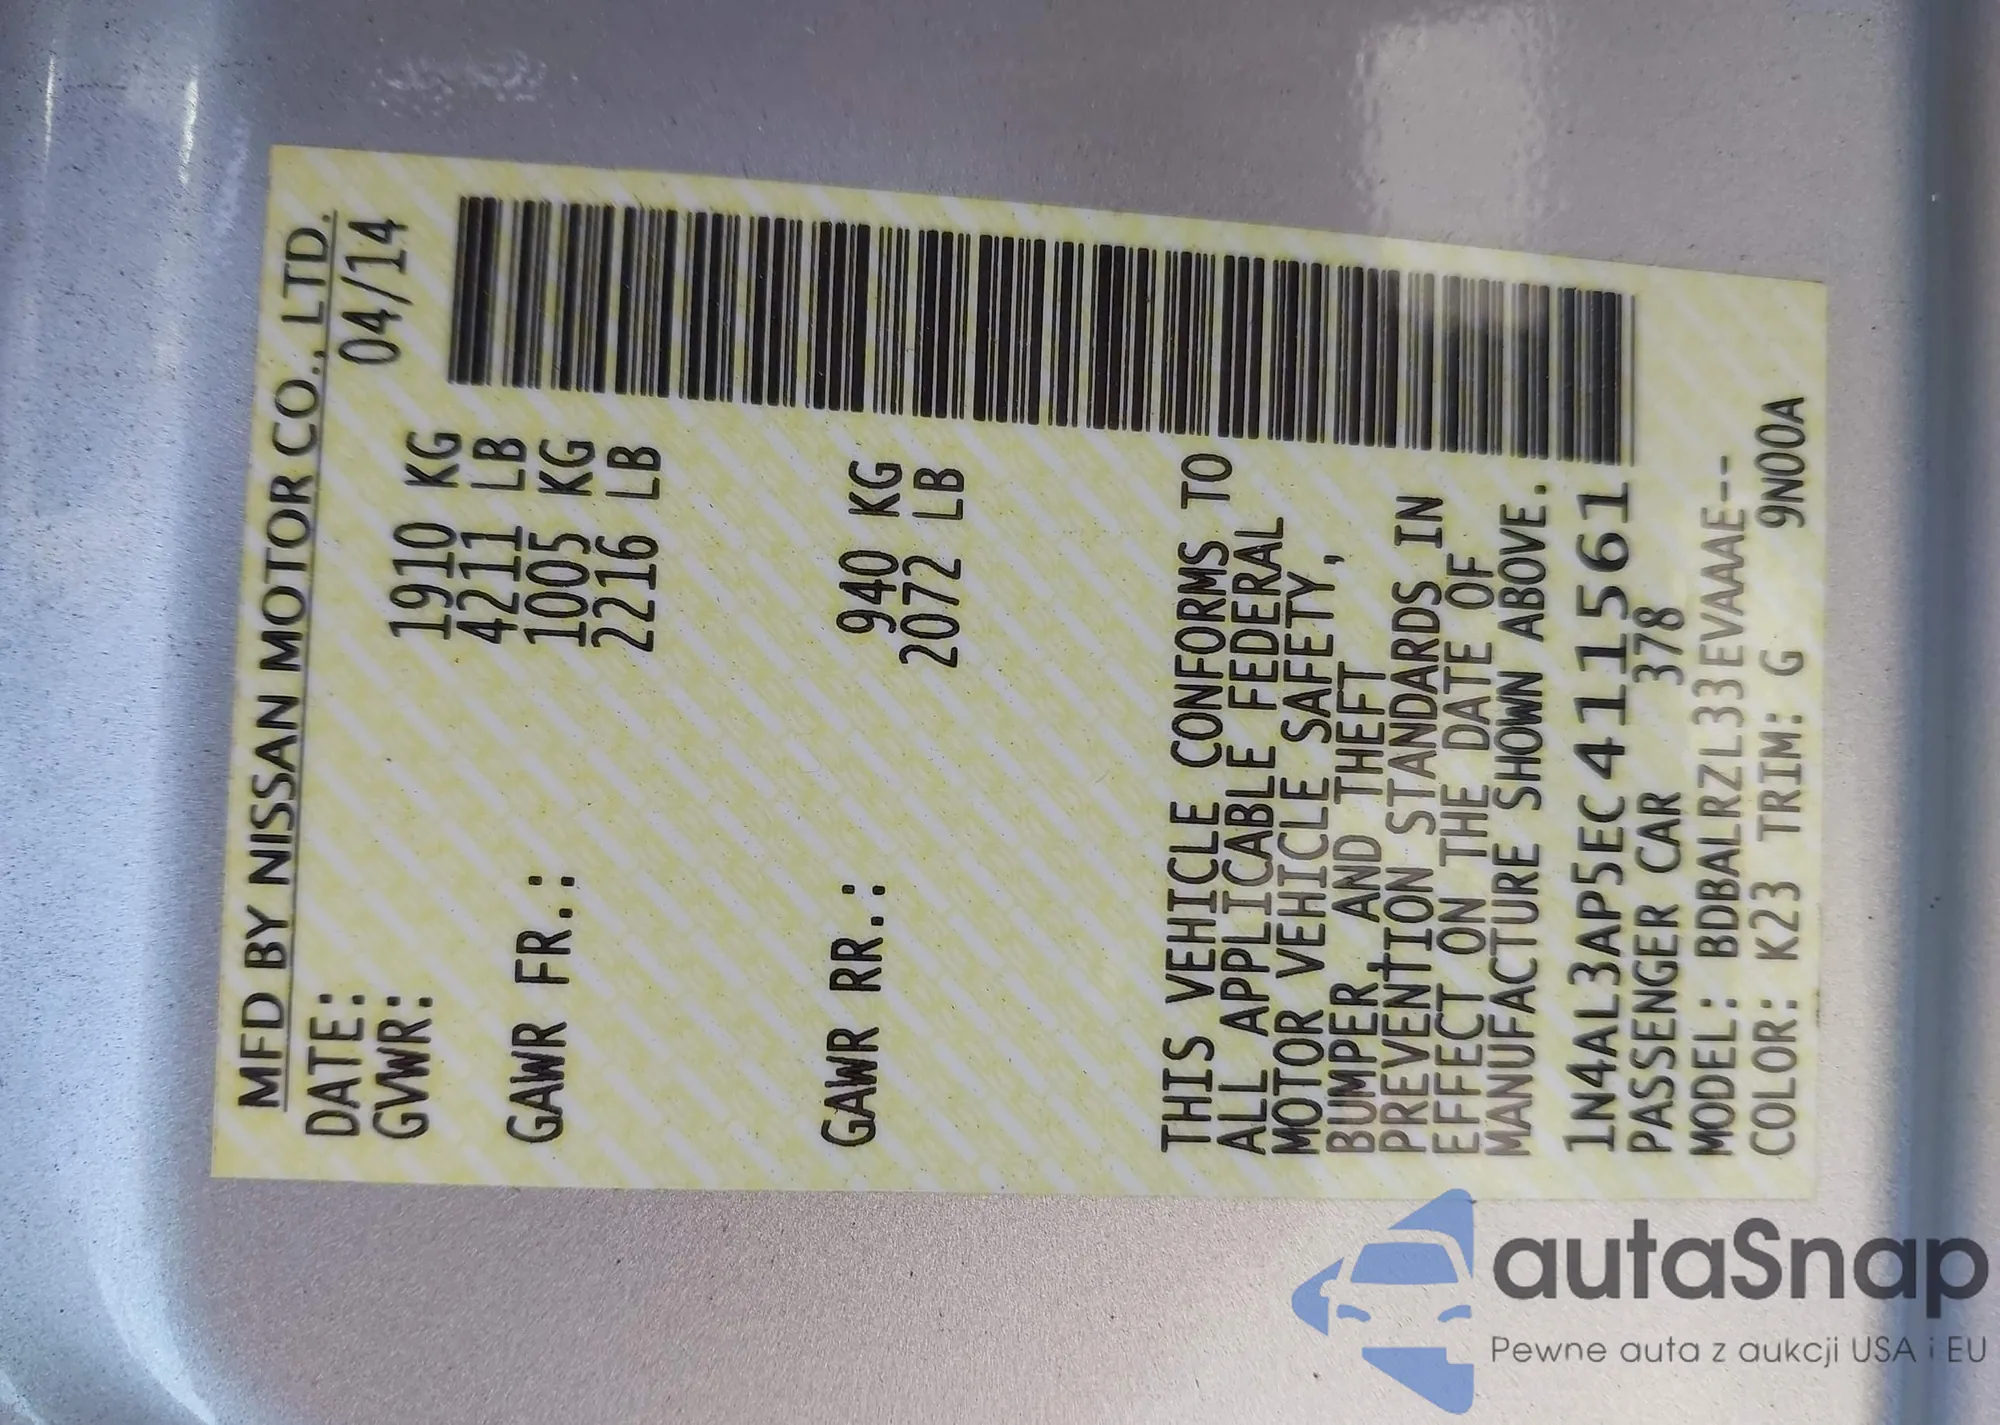 MFD BY NISSAN MOTOR CO., LTD.
DATE: 04/14
GVWR: 1910 KG
4211 LB
GAWR FR.: 1005 KG
2216 LB
GAWR RR.: 940 KG
2072 LB
THIS VEHICLE CONFORMS TO
ALL APPLICABLE FEDERAL
MOTOR VEHICLE SAFETY,
BUMPER, AND THEFT
PREVENTION STANDARDS IN
EFFECT ON THE DATE OF
MANUFACTURE SHOWN ABOVE.
1N4AL3AP5EC411561
PASSENGER CAR 378
MODEL: BDBALRZL33EVAAAE--
COLOR: K23 TRIM: G 9N00A
autaSnap
Pewne auta z aukcji USA i EU